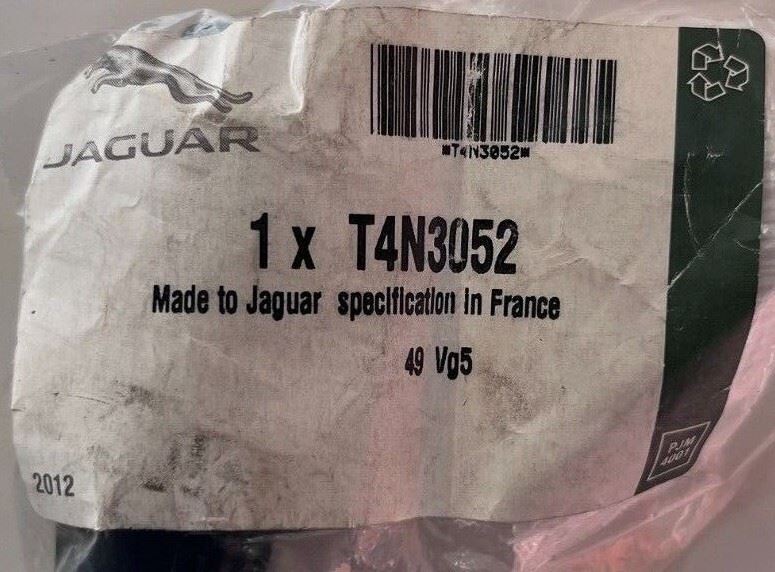 JAGUAR
*T4N3052*
1 x T4N3052
Made to Jaguar specification in France
49 Vg5
2012
PJM
4001